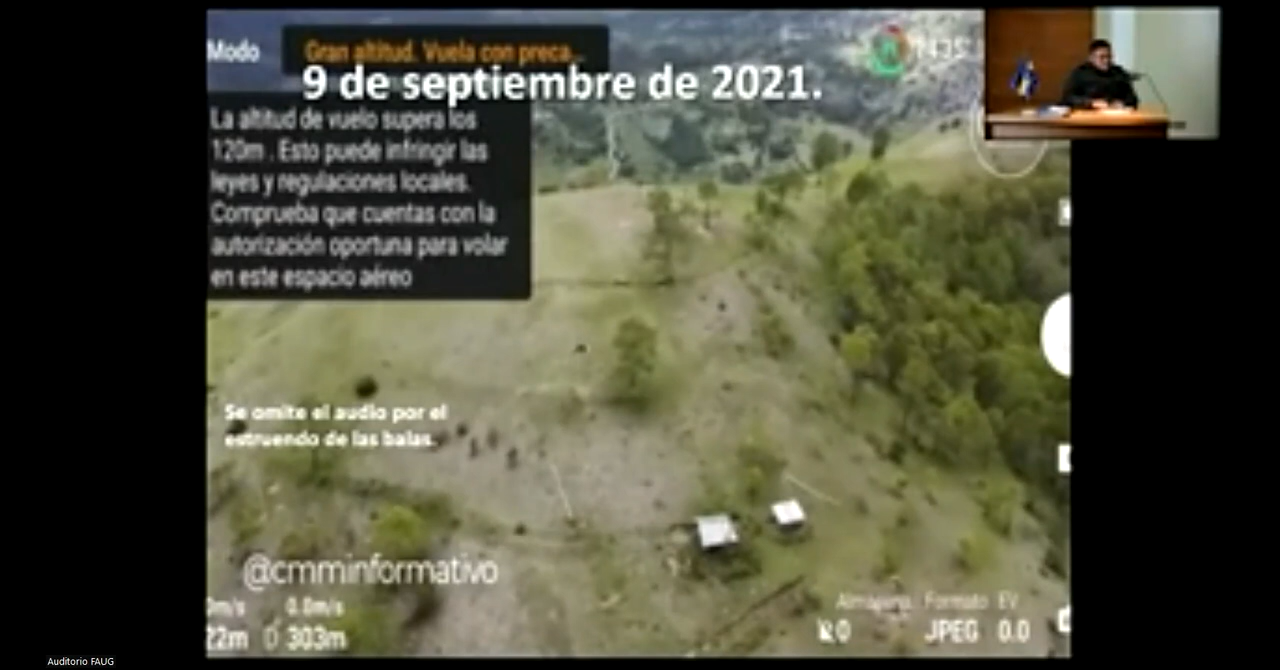 Modo
Gran altitud. Vuela con preca...
9 de septiembre de 2021.
La altitud de vuelo supera los
120m . Esto puede infringir las
leyes y regulaciones locales.
Comprueba que cuentas con la
autorización oportuna para volar
en este espacio aéreo
Se omite el audio por el
estruendo de las balas.
@cmminformativo
0.0m/s
22m D 303m
Formato EV
0 JPEG 0.0
Auditorio FAUG